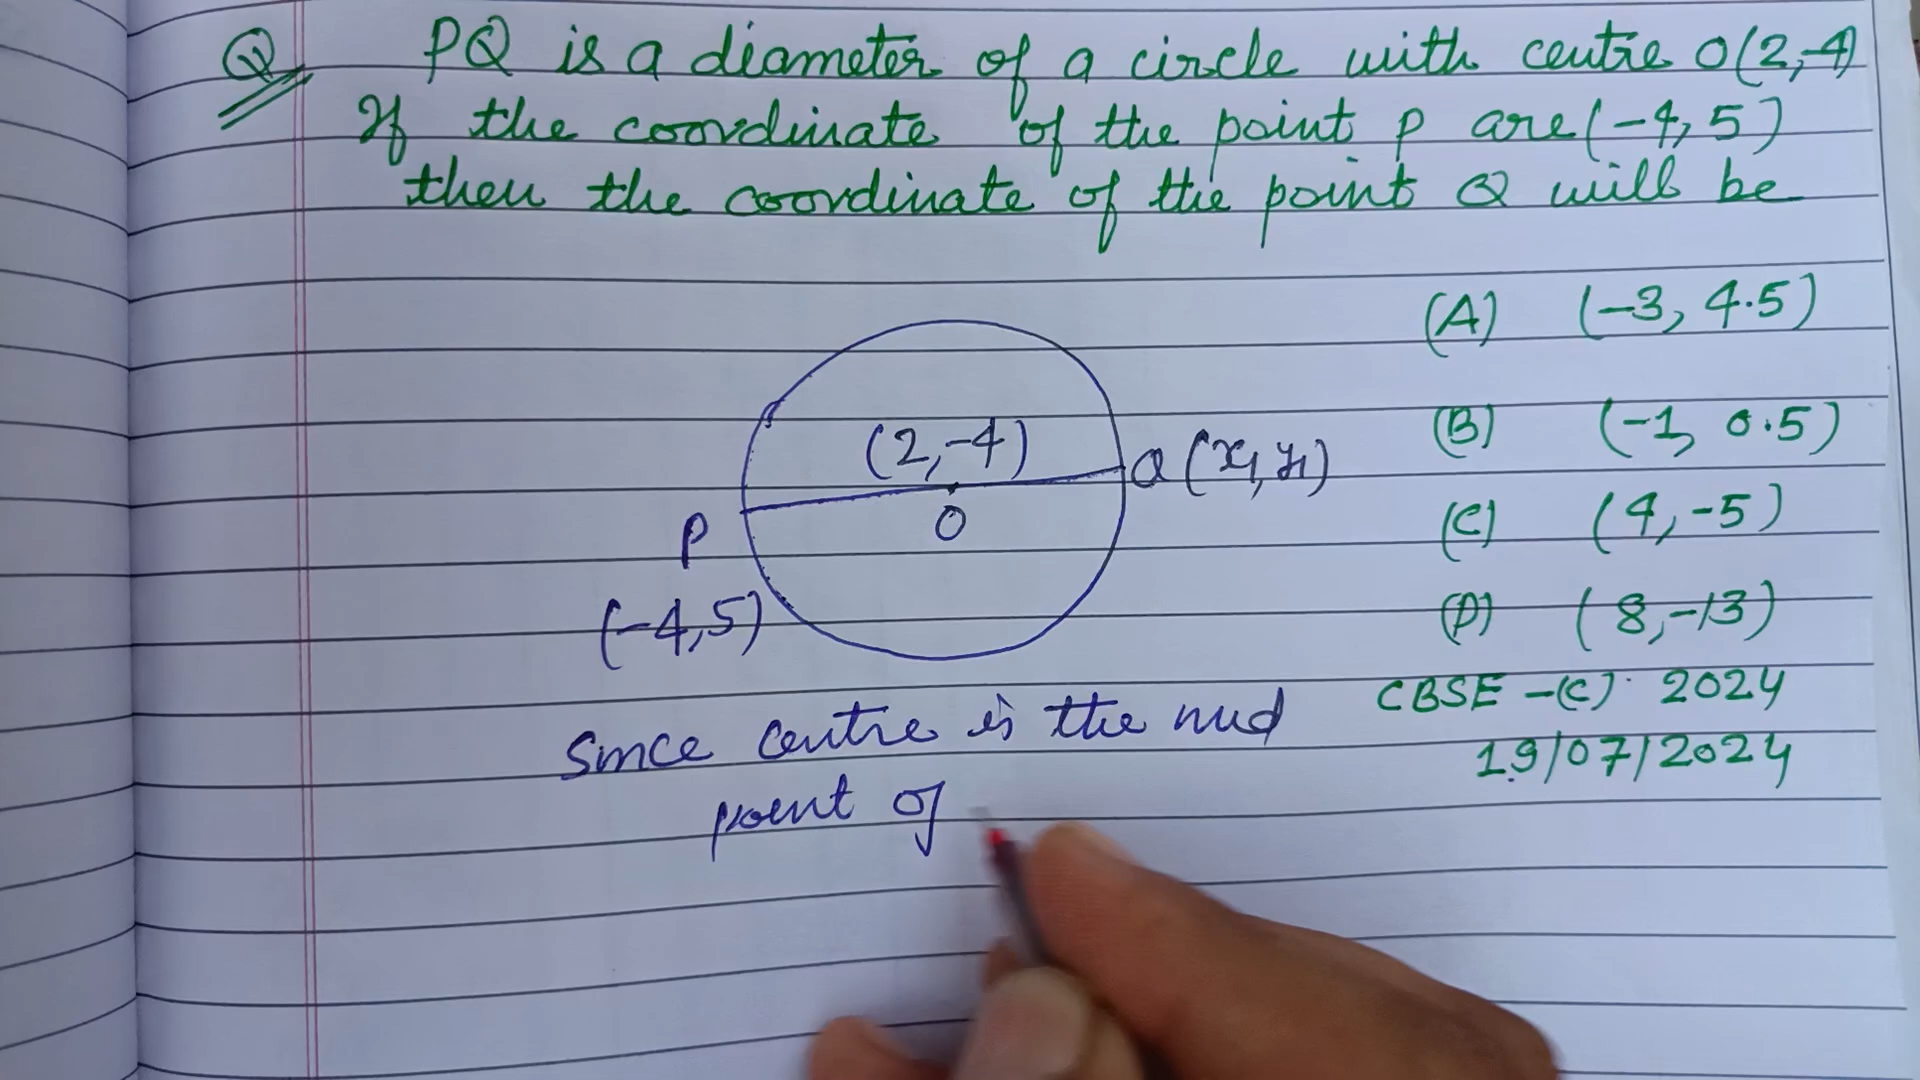 Q PQ is a diameter of a circle with centre O(2,-4)
If the coordinate of the point P are (-4, 5)
then the coordinate of the point Q will be
(A) (-3, 4.5)
(B) (-1, 0.5)
(C) (4, -5)
(D) (8, -13)
CBSE -(C) 2024
19/07/2024
(2,-4)
Q (x1, y1)
O
P
(-4,5)
Since centre is the mid
point of